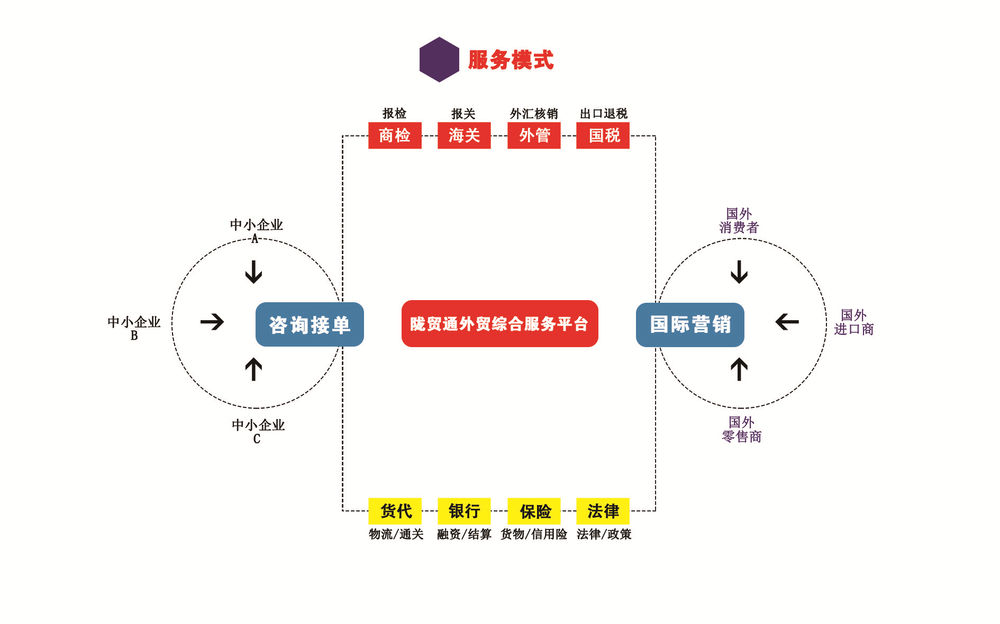 服务模式
报检
报关
外汇核销
出口退税
商检
海关
外管
国税
中小企业
A
中小企业
B
中小企业
C
咨询接单
陇贸通外贸综合服务平台
国际营销
国外
消费者
国外
进口商
国外
零售商
货代
银行
保险
法律
物流/通关
融资/结算
货物/信用险
法律/政策